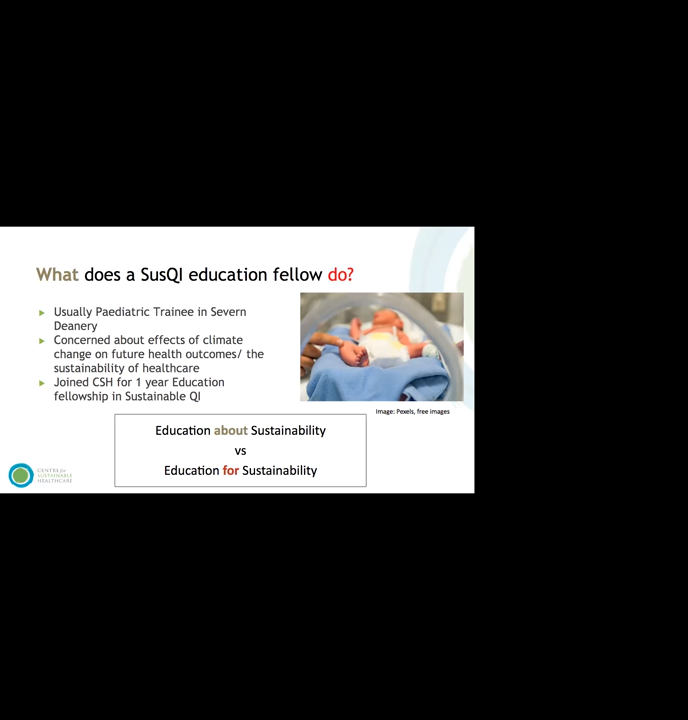 What does a SusQI education fellow do?
▶ Usually Paediatric Trainee in Severn
Deanery
▶ Concerned about effects of climate
change on future health outcomes/ the
sustainability of healthcare
▶ Joined CSH for 1 year Education
fellowship in Sustainable QI
Image: Pexels, free images
Education about Sustainability
vs
Education for Sustainability
CENTRE for
SUSTAINABLE
HEALTHCARE